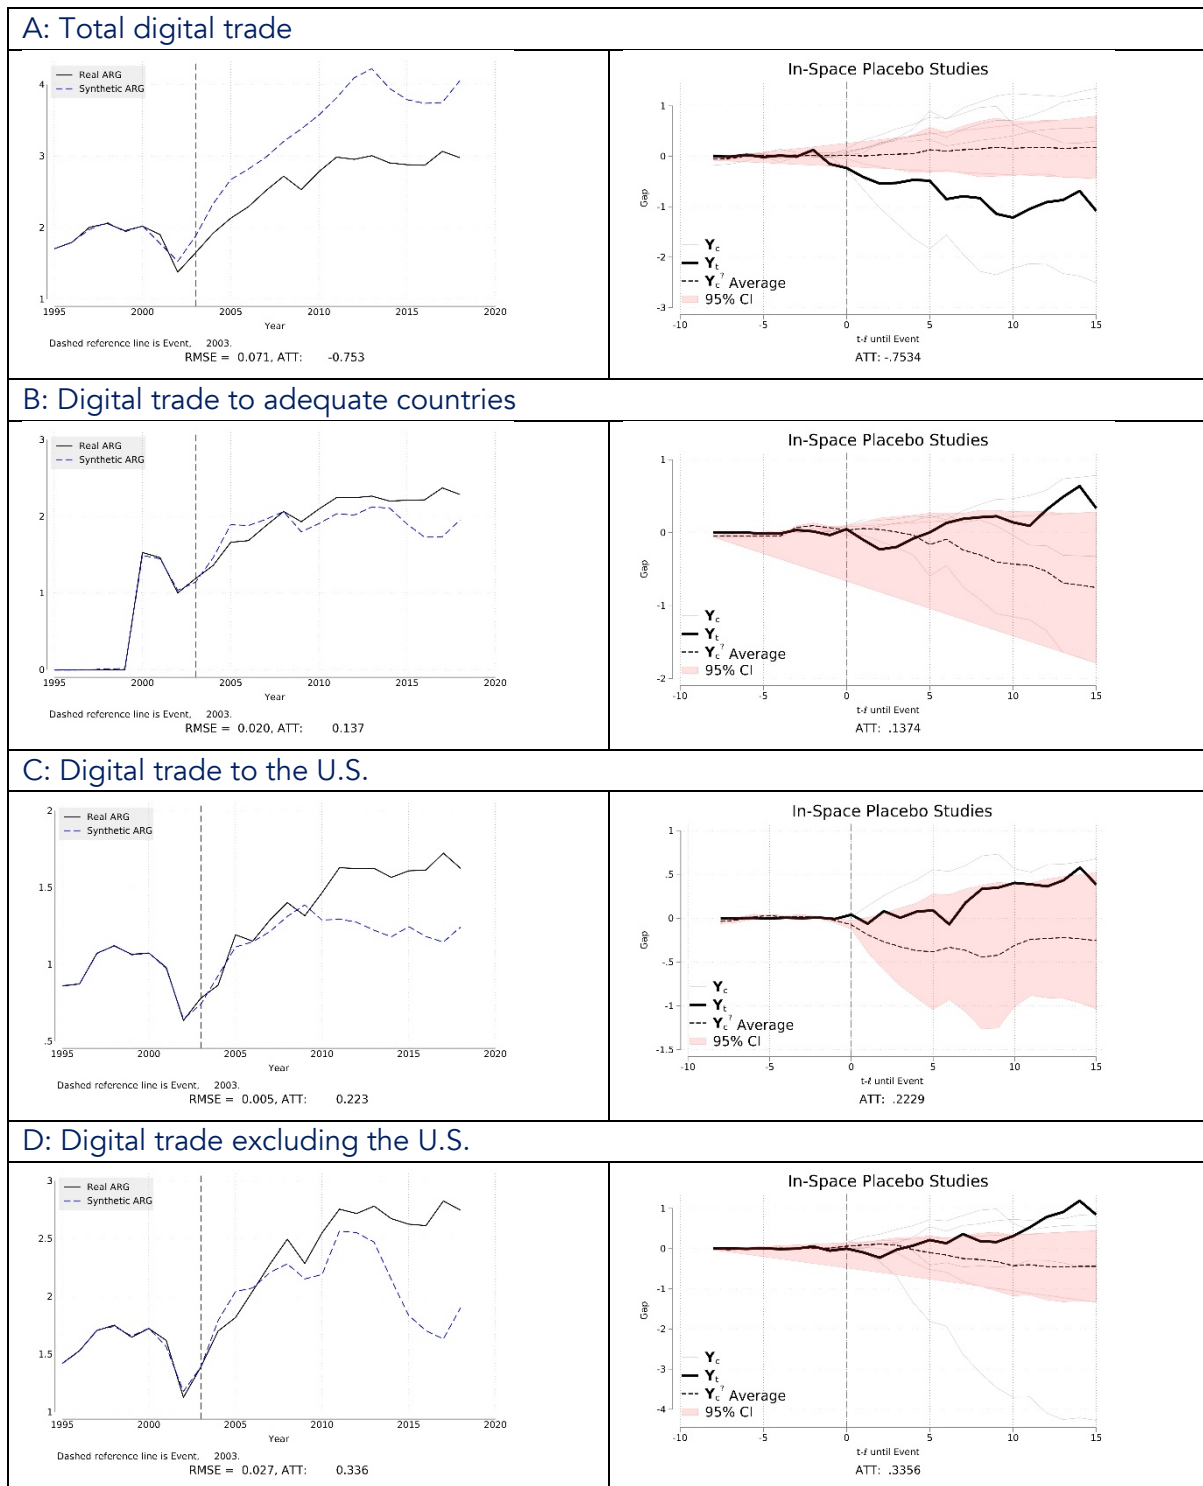 A: Total digital trade
Real ARG
Synthetic ARG
4
3
2
1
1995 2000 2005 2010 2015 2020
Year
Dashed reference line is Event, 2003.
RMSE = 0.071, ATT: -0.753
In-Space Placebo Studies
1
0
-1
-2
-3
Gap
Yc
Yt
Yc? Average
95% CI
-10 -5 0 5 10 15
t-ℓ until Event
ATT: -.7534
B: Digital trade to adequate countries
Real ARG
Synthetic ARG
3
2
1
0
1995 2000 2005 2010 2015 2020
Year
Dashed reference line is Event, 2003.
RMSE = 0.020, ATT: 0.137
In-Space Placebo Studies
1
0
-1
-2
Gap
Yc
Yt
Yc? Average
95% CI
-10 -5 0 5 10 15
t-ℓ until Event
ATT: .1374
C: Digital trade to the U.S.
Real ARG
Synthetic ARG
2
1.5
1
.5
1995 2000 2005 2010 2015 2020
Year
Dashed reference line is Event, 2003.
RMSE = 0.005, ATT: 0.223
In-Space Placebo Studies
1
.5
0
-.5
-1
-1.5
Gap
Yc
Yt
Yc? Average
95% CI
-10 -5 0 5 10 15
t-ℓ until Event
ATT: .2229
D: Digital trade excluding the U.S.
Real ARG
Synthetic ARG
3
2.5
2
1.5
1
1995 2000 2005 2010 2015 2020
Year
Dashed reference line is Event, 2003.
RMSE = 0.027, ATT: 0.336
In-Space Placebo Studies
1
0
-1
-2
-3
-4
Gap
Yc
Yt
Yc? Average
95% CI
-10 -5 0 5 10 15
t-ℓ until Event
ATT: .3356